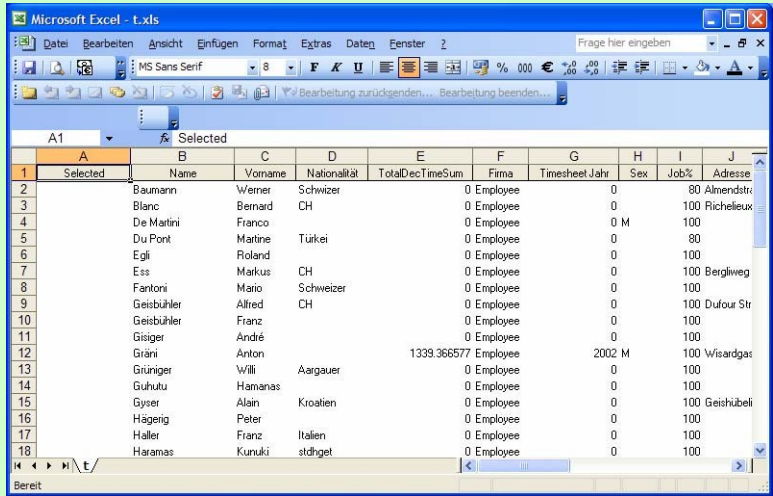 Microsoft Excel - t.xls
Datei Bearbeiten Ansicht Einfügen Format Extras Daten Fenster ? Frage hier eingeben
MS Sans Serif 8 F K U % 000 €
Bearbeitung zurücksenden... Bearbeitung beenden...
A1 fx Selected
A B C D E F G H I J
1 Selected Name Vorname Nationalität TotalDecTimeSum Firma Timesheet Jahr Sex Job% Adresse
2 Baumann Werner Schwizer 0 Employee 0 80 Almendstra
3 Blanc Bernard CH 0 Employee 0 100 Richelieux
4 De Martini Franco 0 Employee 0 M 100
5 Du Pont Martine Türkei 0 Employee 0 80
6 Egli Roland 0 Employee 0 100
7 Ess Markus CH 0 Employee 0 100 Bergliweg
8 Fantoni Mario Schweizer 0 Employee 0 100
9 Geisbühler Alfred CH 0 Employee 0 100 Dufour Str
10 Geisbühler Franz 0 Employee 0 100
11 Gisiger André 0 Employee 0 100
12 Gräni Anton 1339.366577 Employee 2002 M 100 Wisardgas
13 Grüniger Willi Aargauer 0 Employee 0 100
14 Guhutu Hamanas 0 Employee 0 100
15 Gyser Alain Kroatien 0 Employee 0 100 Geishübeli
16 Hägerig Peter 0 Employee 0 100
17 Haller Franz Italien 0 Employee 0 100
18 Haramas Kunuki stdhget 0 Employee 0 100
t
Bereit